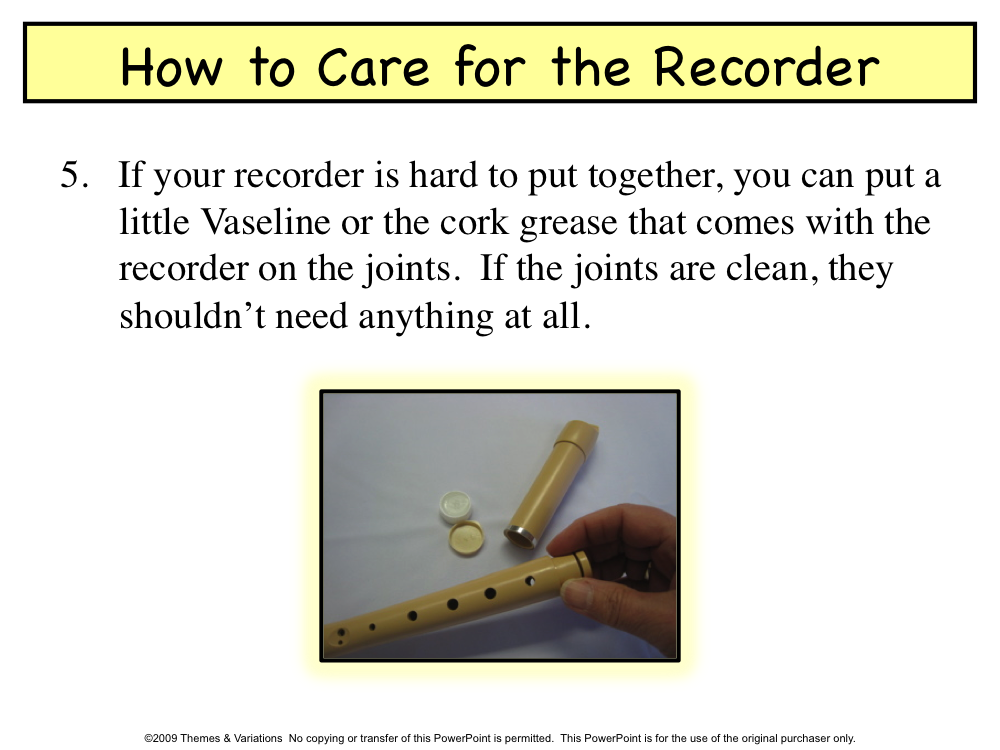 How to Care for the Recorder
5. If your recorder is hard to put together, you can put a
little Vaseline or the cork grease that comes with the
recorder on the joints.  If the joints are clean, they
shouldn’t need anything at all.
©2009 Themes & Variations  No copying or transfer of this PowerPoint is permitted.  This PowerPoint is for the use of the original purchaser only.